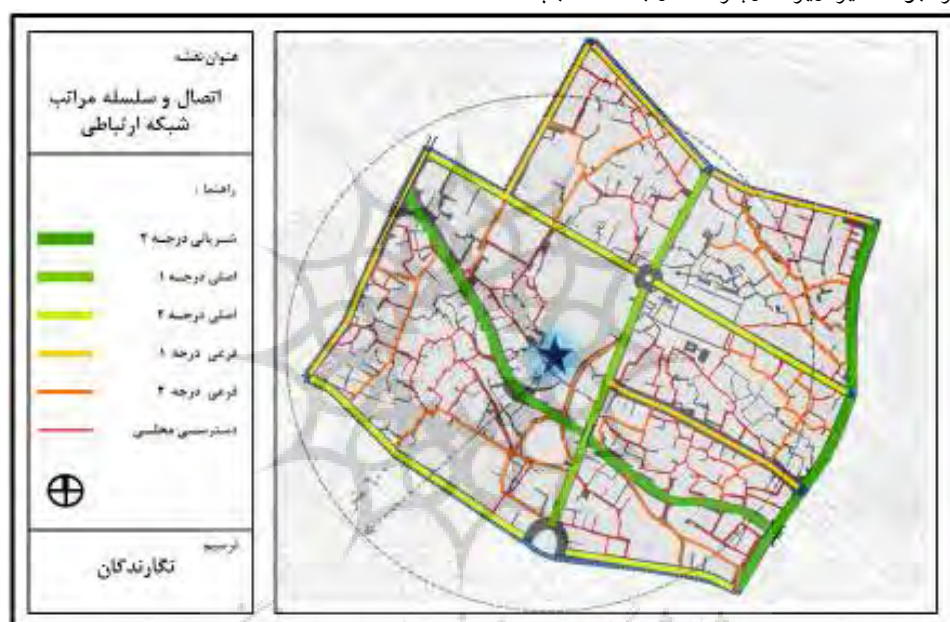 عنوان نقشه
اتصال و سلسله مراتب
شبکه ارتباطی
راهنما :
شریانی درجه ۲
اصلی درجه ۱
اصلی درجه ۲
فرعی درجه ۱
فرعی درجه ۲
دسترسی محلی
ترسیم
نگارندگان